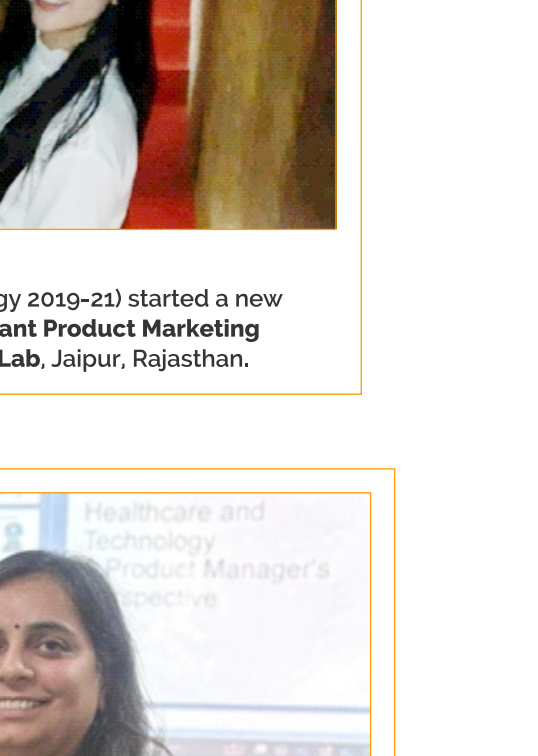 gy 2019-21) started a new
ant Product Marketing
Lab, Jaipur, Rajasthan.
Healthcare and
Technology
Product Manager's
spective